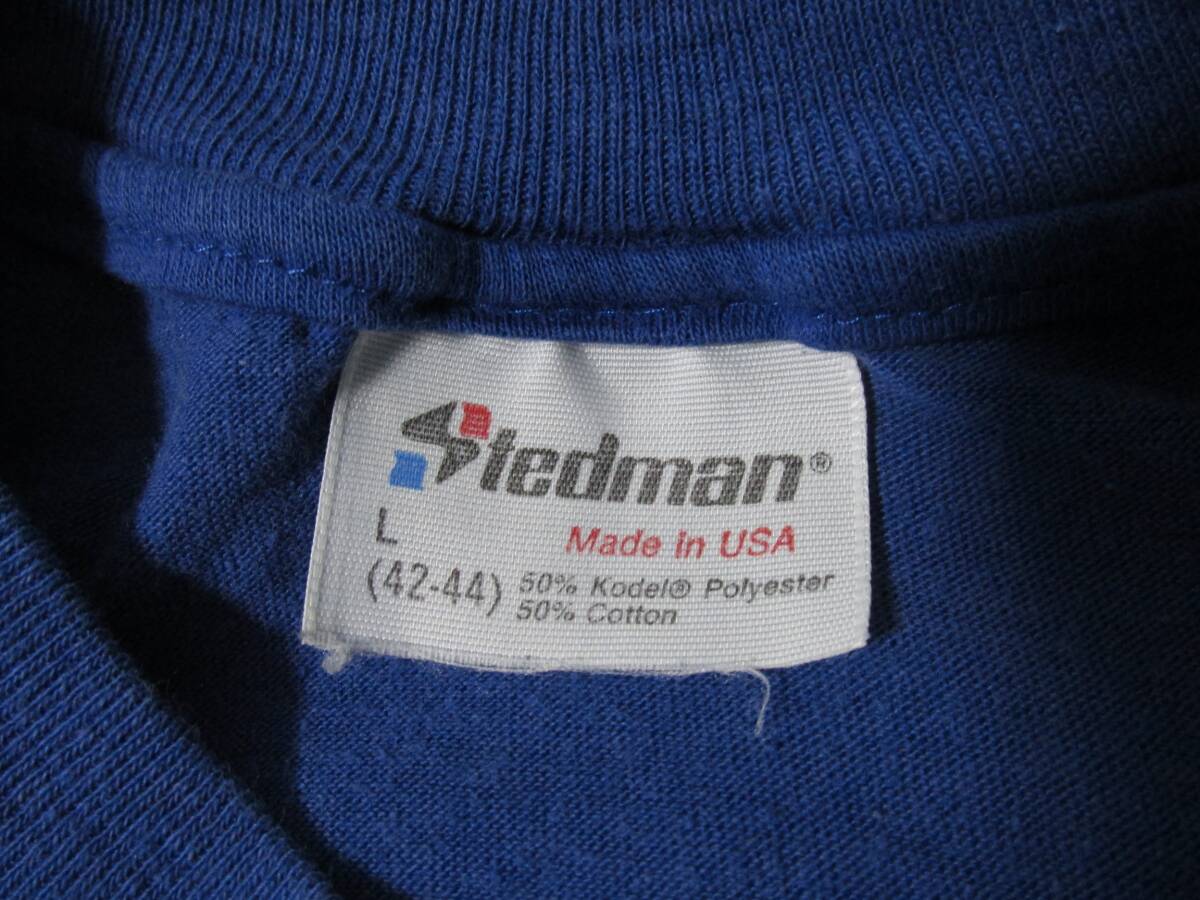 Stedman®
L Made in USA
(42-44) 50% Kodel® Polyester
50% Cotton